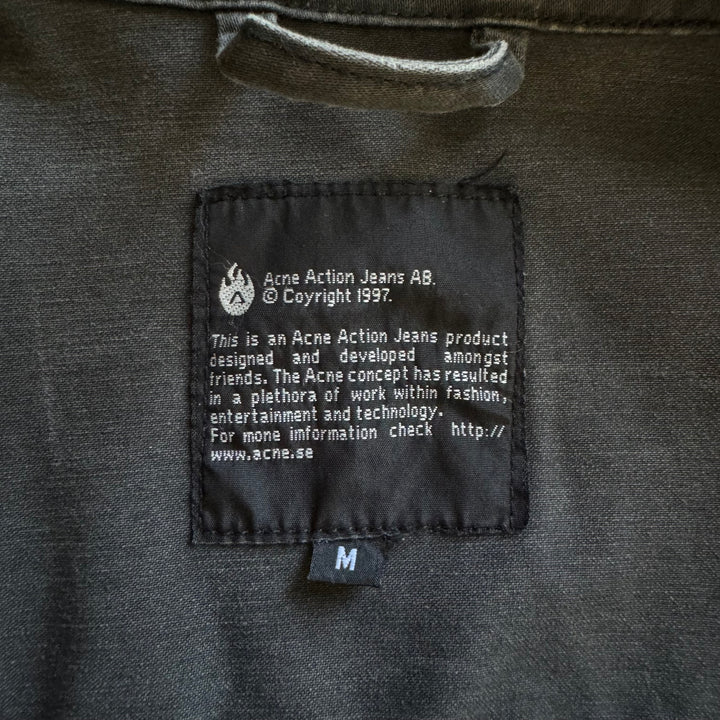 Acne Action Jeans AB.
© Coyright 1997.
This is an Acne Action Jeans product
designed and developed amongst
friends. The Acne concept has resulted
in a plethora of work within fashion,
entertainment and technology.
For mone imformation check http://
www.acne.se
M